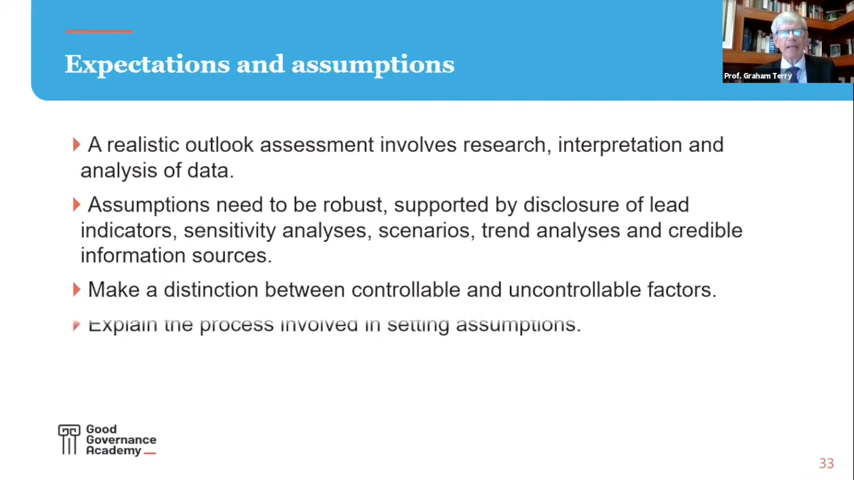 Expectations and assumptions
Prof. Graham Terry
A realistic outlook assessment involves research, interpretation and
analysis of data.
Assumptions need to be robust, supported by disclosure of lead
indicators, sensitivity analyses, scenarios, trend analyses and credible
information sources.
Make a distinction between controllable and uncontrollable factors.
Explain the process involved in setting assumptions.
Good
Governance
Academy
33